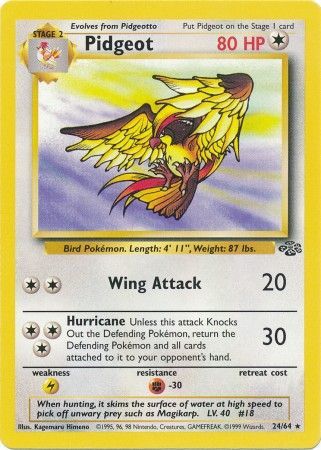 Evolves from Pidgeotto
Put Pidgeot on the Stage 1 card
STAGE 2
Pidgeot
80 HP
Bird Pokémon. Length: 4' 11", Weight: 87 lbs.
Wing Attack 20
Hurricane Unless this attack Knocks
Out the Defending Pokémon, return the
Defending Pokémon and all cards
attached to it to your opponent's hand.
30
weakness resistance retreat cost
-30
When hunting, it skims the surface of water at high speed to
pick off unwary prey such as Magikarp. LV. 40 #18
Illus. Kagemaru Himeno ©1995, 96, 98 Nintendo, Creatures, GAMEFREAK. ©1999 Wizards. 24/64 ★